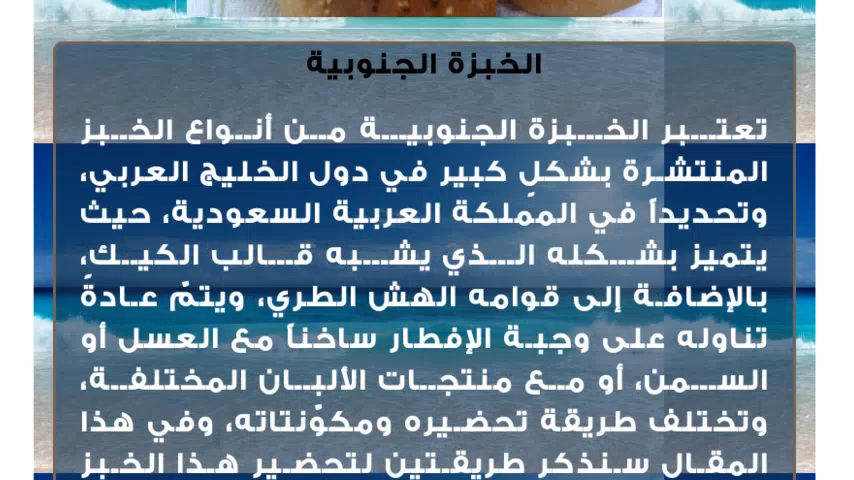 الخبزة الجنوبية
تعتبر الخبزة الجنوبية من أنواع الخبز
المنتشرة بشكلٍ كبير في دول الخليج العربي،
وتحديداً في المملكة العربية السعودية، حيث
يتميز بشكله الذي يشبه قالب الكيك،
بالإضافة إلى قوامه الهش الطري، ويتمّ عادةً
تناوله على وجبة الإفطار ساخناً مع العسل أو
السمن، أو مع منتجات الألبان المختلفة،
وتختلف طريقة تحضيره ومكوّنتاته، وفي هذا
المقال سنذكر طريقتين لتحضير هذا الخبز